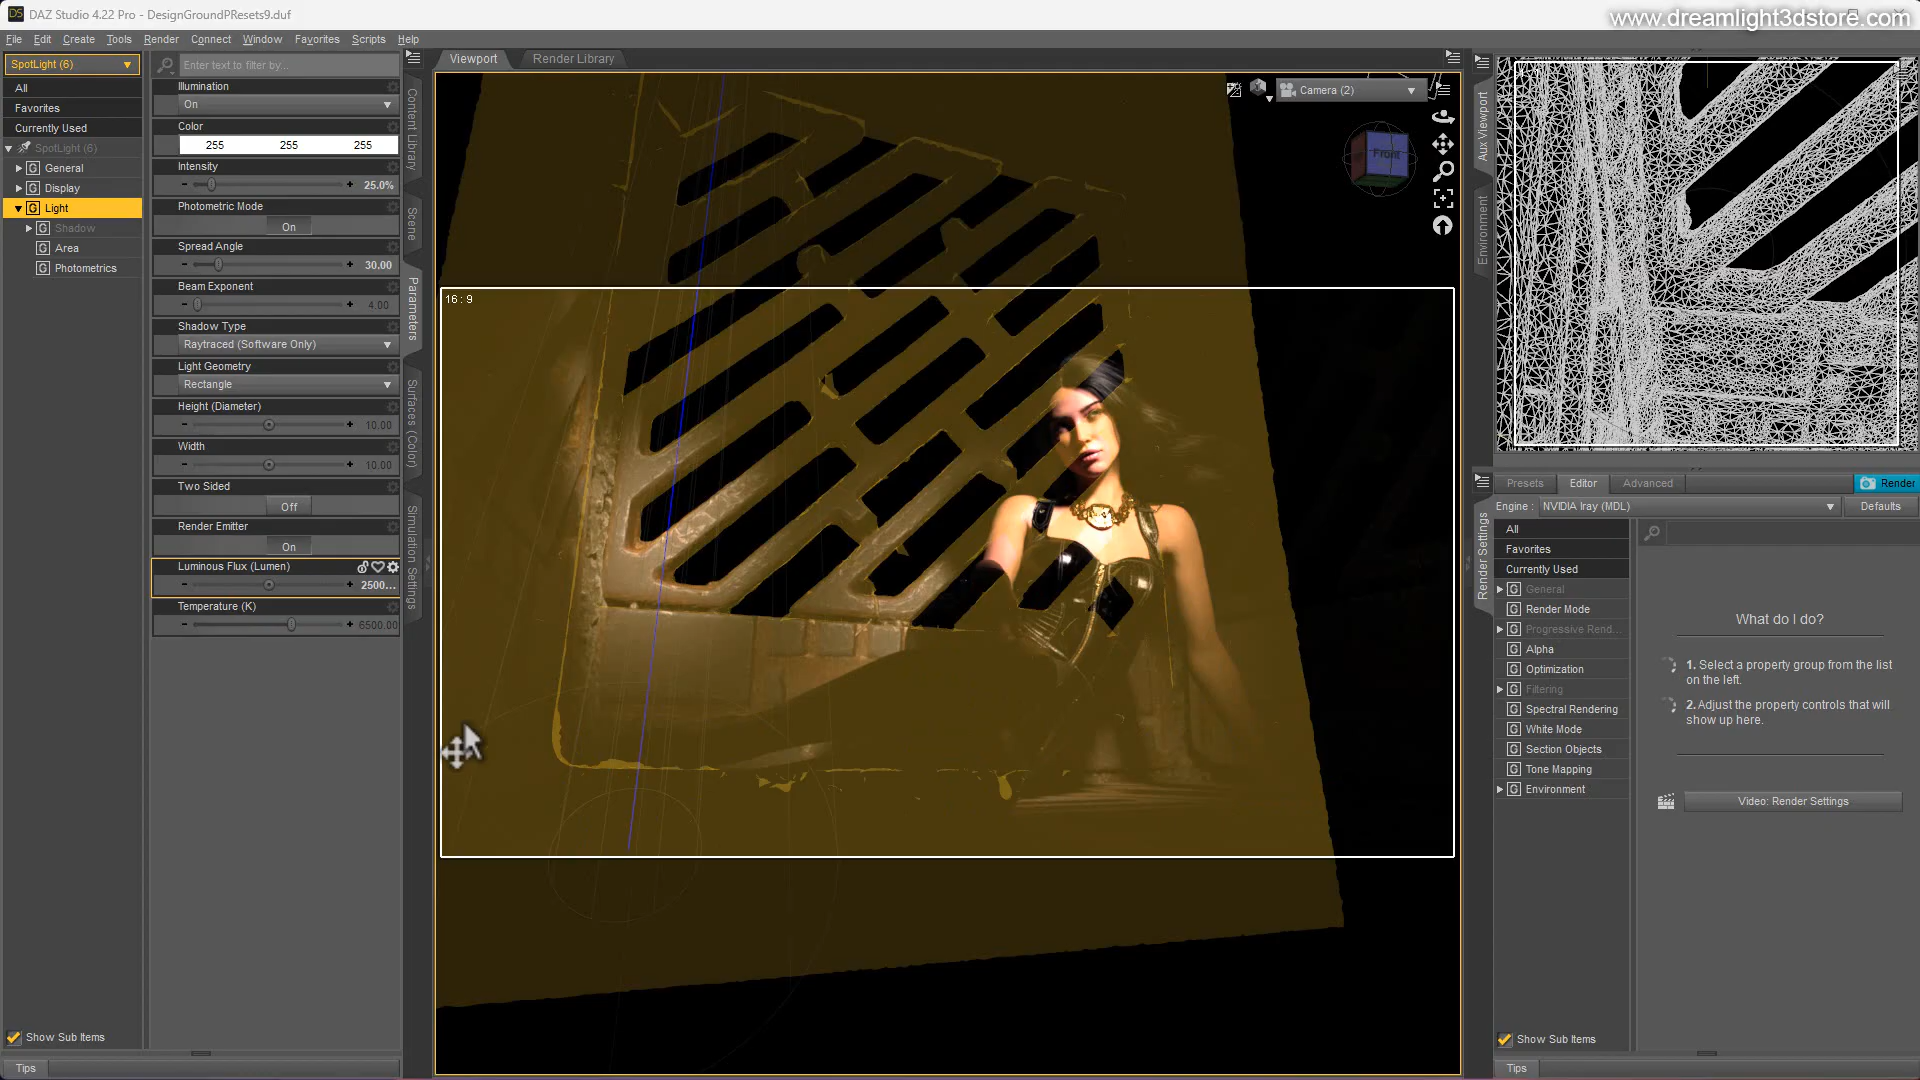 DAZ Studio 4.22 Pro - DesignGroundPResets9.duf
www.dreamlight3dstore.com
File Edit Create Tools Render Connect Window Favorites Scripts Help
SpotLight (6)
All
Favorites
Currently Used
SpotLight (6)
General
Display
Light
Shadow
Area
Photometrics
Show Sub Items
Tips
Enter text to filter by...
Illumination
On
Color
255 255 255
Intensity
25.0%
Photometric Mode
On
Spread Angle
30.00
Beam Exponent
4.00
Shadow Type
Raytraced (Software Only)
Light Geometry
Rectangle
Height (Diameter)
10.00
Width
10.00
Two Sided
Off
Render Emitter
On
Luminous Flux (Lumen)
2500...
Temperature (K)
6500.00
Content Library
Scene
Parameters
Surfaces (Color)
Simulation Settings
Viewport Render Library
Camera (2)
Front
16 : 9
Aux Viewport
Environment
Render Settings
Presets Editor Advanced Render
Engine : NVIDIA Iray (MDL) Defaults
All
Favorites
Currently Used
General
Render Mode
Progressive Rend...
Alpha
Optimization
Filtering
Spectral Rendering
White Mode
Section Objects
Tone Mapping
Environment
What do I do?
1. Select a property group from the list
on the left.
2. Adjust the property controls that will
show up here.
Video: Render Settings
Show Sub Items
Tips